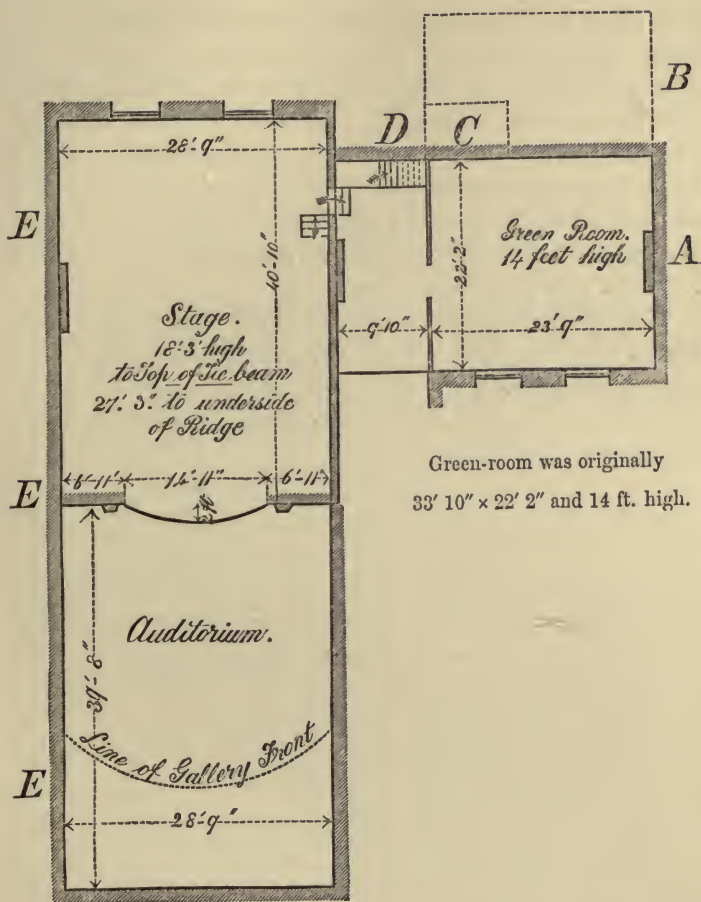 B
D
C
28'·9"
E
40'·10"
22'·2"
Green Room.
14 feet high
A
Stage.
18'·3' high
to Top of Tie beam
27'. 3." to underside
of Ridge
9'10"
23'·9"
6'·11"
14'·11"
6'·11"
E
2 ft
Green-room was originally
33′ 10″ × 22′ 2″ and 14 ft. high.
Auditorium.
39'·8"
Line of Gallery Front
E
28'·9"